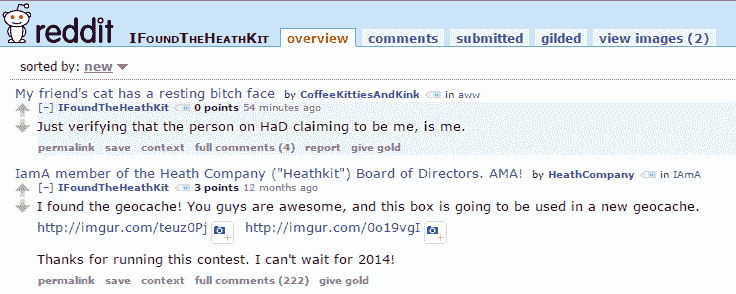 reddit IFoundTheHeathKit overview comments submitted gilded view images (2)
sorted by: new
My friend's cat has a resting bitch face by CoffeeKittiesAndKink in aww
[–] IFoundTheHeathKit 0 points 54 minutes ago
Just verifying that the person on HaD claiming to be me, is me.
permalink save context full comments (4) report give gold
IamA member of the Heath Company ("Heathkit") Board of Directors. AMA! by HeathCompany in IAmA
[–] IFoundTheHeathKit 3 points 12 months ago
I found the geocache! You guys are awesome, and this box is going to be used in a new geocache.
http://imgur.com/teuz0Pj http://imgur.com/0o19vgI
Thanks for running this contest. I can't wait for 2014!
permalink save context full comments (222) give gold